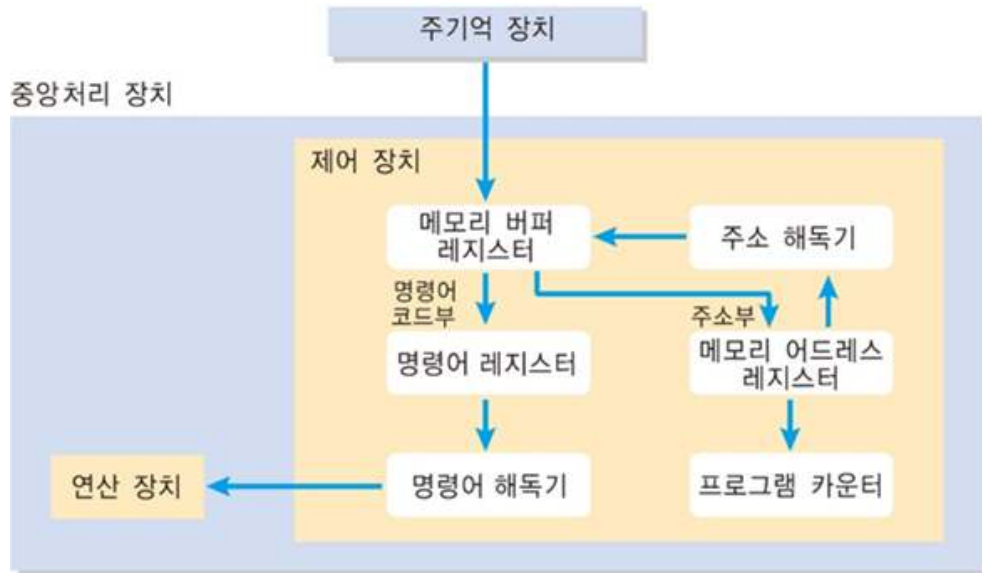 주기억 장치
중앙처리 장치
제어 장치
메모리 버퍼
레지스터
주소 해독기
명령어
코드부
주소부
명령어 레지스터
메모리 어드레스
레지스터
연산 장치
명령어 해독기
프로그램 카운터